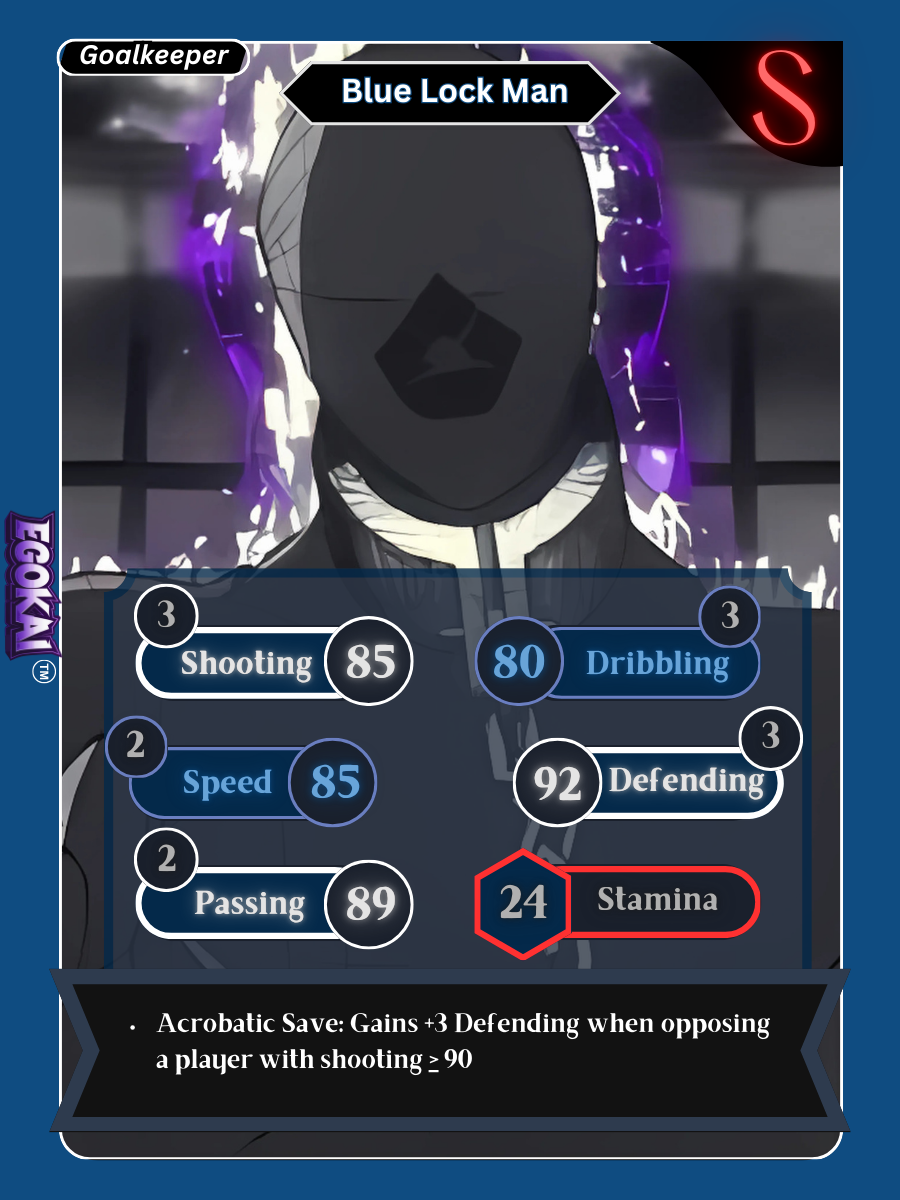 Goalkeeper
Blue Lock Man
S
EGOKAI
TM
3
Shooting 85
3
80 Dribbling
2
Speed 85
3
92 Defending
2
Passing 89
24 Stamina
• Acrobatic Save: Gains +3 Defending when opposing
a player with shooting ≥ 90